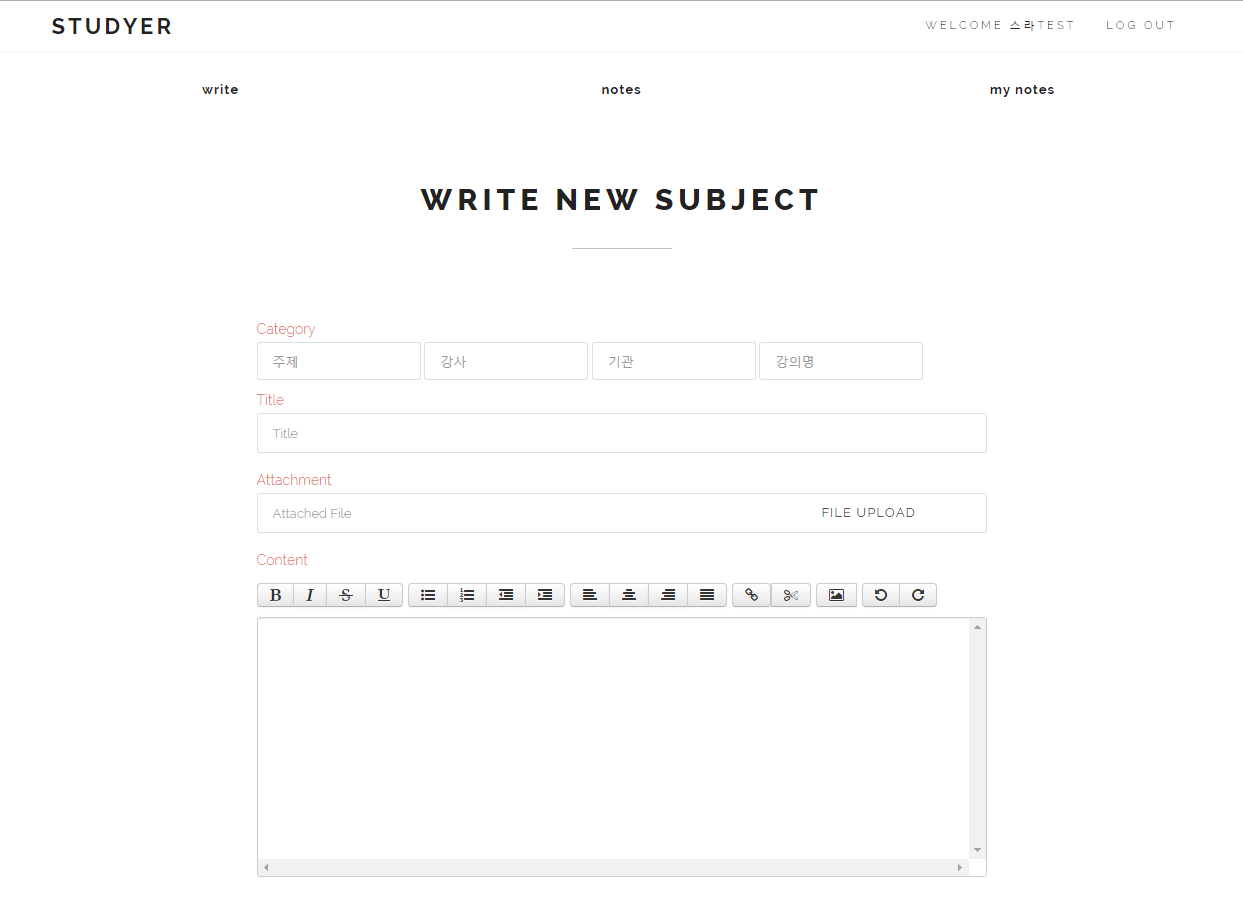 STUDYER WELCOME 스라TEST LOG OUT
write notes my notes
WRITE NEW SUBJECT
Category
주제 강사 기관 강의명
Title
Title
Attachment
Attached File FILE UPLOAD
Content
B I S U